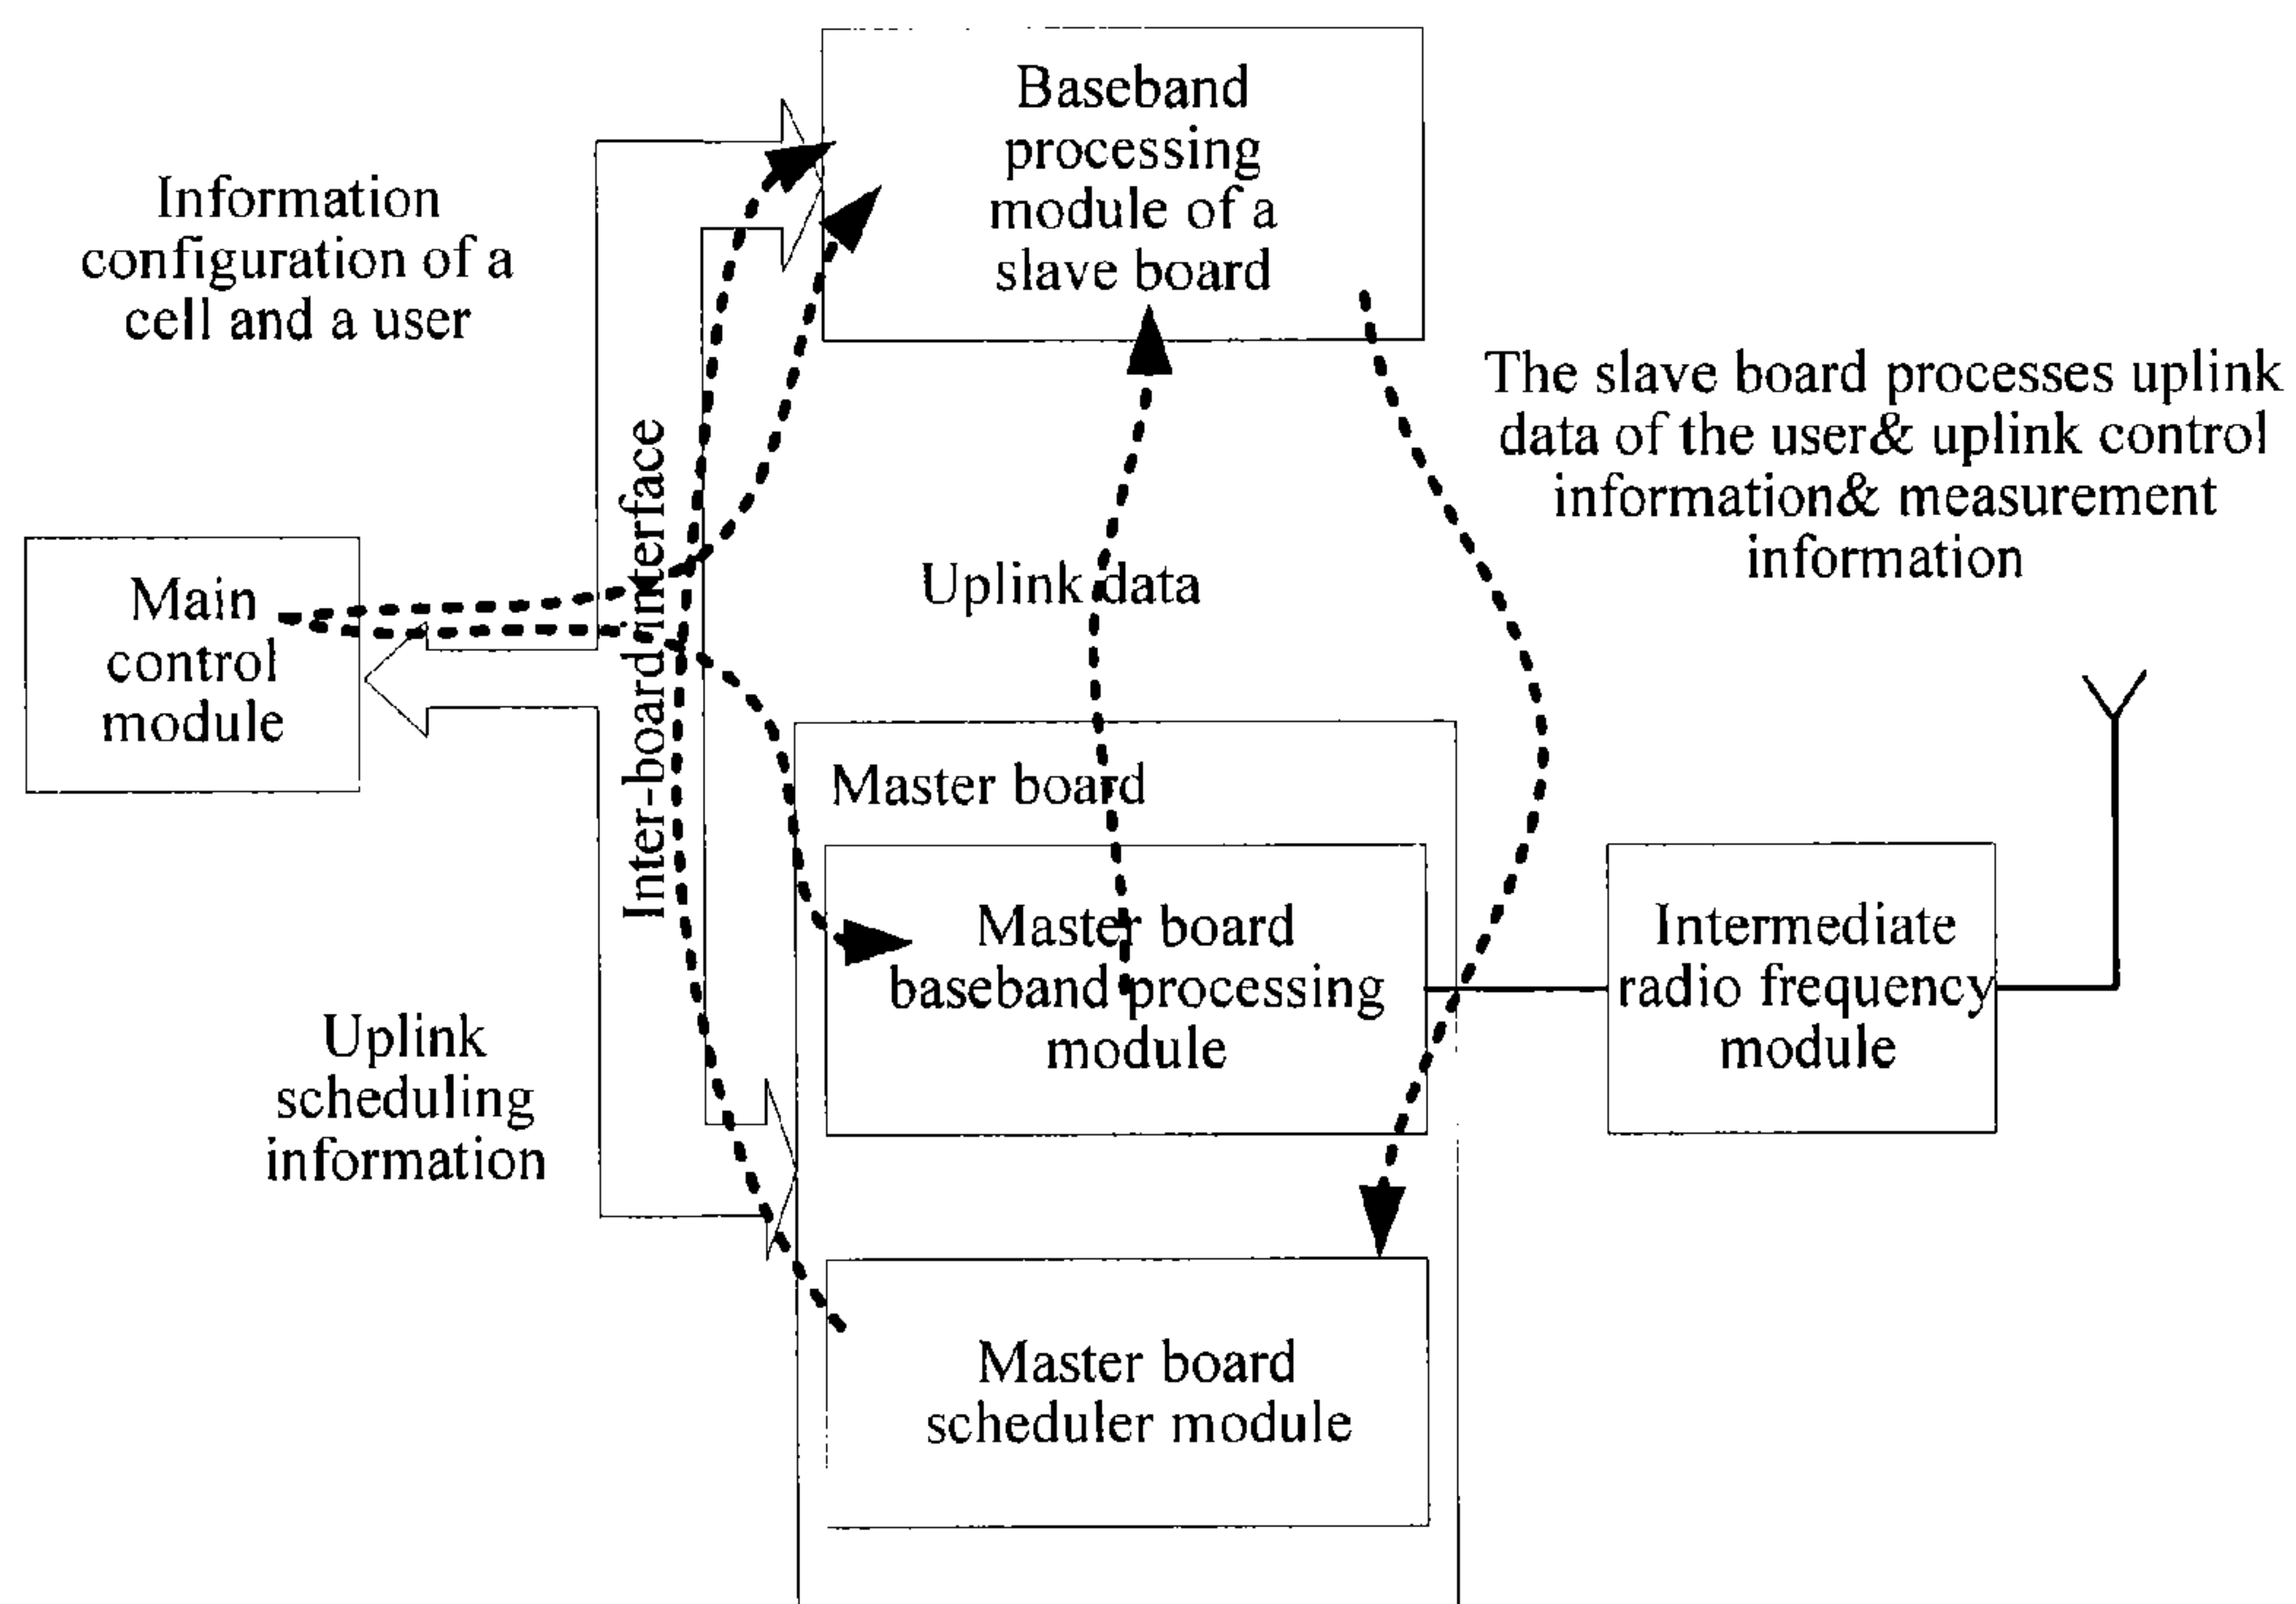 Baseband
processing
module of a
slave board
Information
configuration of a
cell and a user
The slave board processes uplink
data of the user& uplink control
information& measurement
information
Inter-board interface
Uplink data
Main
control
module
Master board
Master board
baseband processing
module
Intermediate
radio frequency
module
Uplink
scheduling
information
Master board
scheduler module